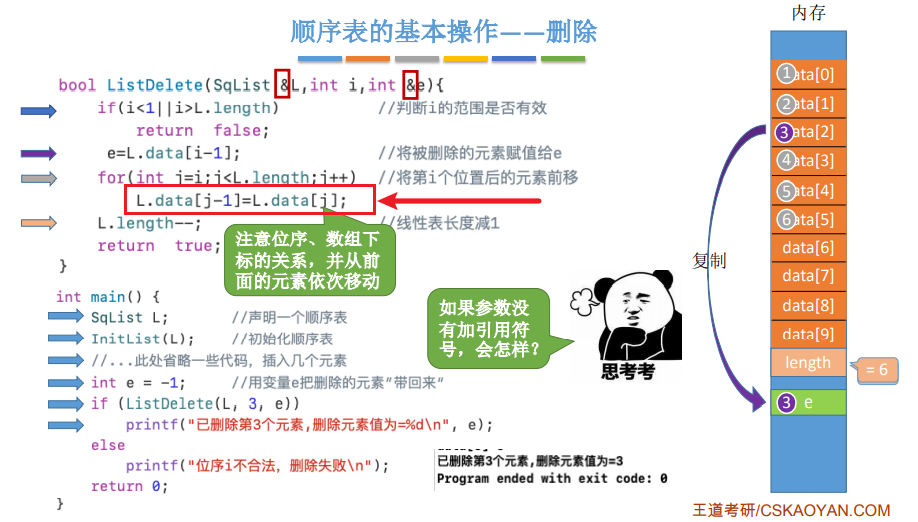 内存
顺序表的基本操作——删除
bool ListDelete(SqList &L,int i,int &e){
if(i<1||i>L.length) //判断i的范围是否有效
return false;
e=L.data[i-1]; //将被删除的元素赋值给e
for(int j=i;j<L.length;j++) //将第i个位置后的元素前移
L.data[j-1]=L.data[j];
L.length--; //线性表长度减1
return true;
}
注意位序、数组下
标的关系，并从前
面的元素依次移动
int main() {
SqList L; //声明一个顺序表
InitList(L); //初始化顺序表
//...此处省略一些代码，插入几个元素
int e = -1; //用变量e把删除的元素"带回来"
if (ListDelete(L, 3, e))
printf("已删除第3个元素,删除元素值为=%d\n", e);
else
printf("位序i不合法，删除失败\n");
return 0;
}
如果参数没
有加引用符
号，会怎样？
思考考
已删除第3个元素,删除元素值为=3
Program ended with exit code: 0
1 ata[0]
2 ata[1]
3 ata[2]
4 ata[3]
5 ata[4]
6 ata[5]
data[6]
data[7]
data[8]
data[9]
length
= 6
3 e
复制
王道考研/CSKAOYAN.COM